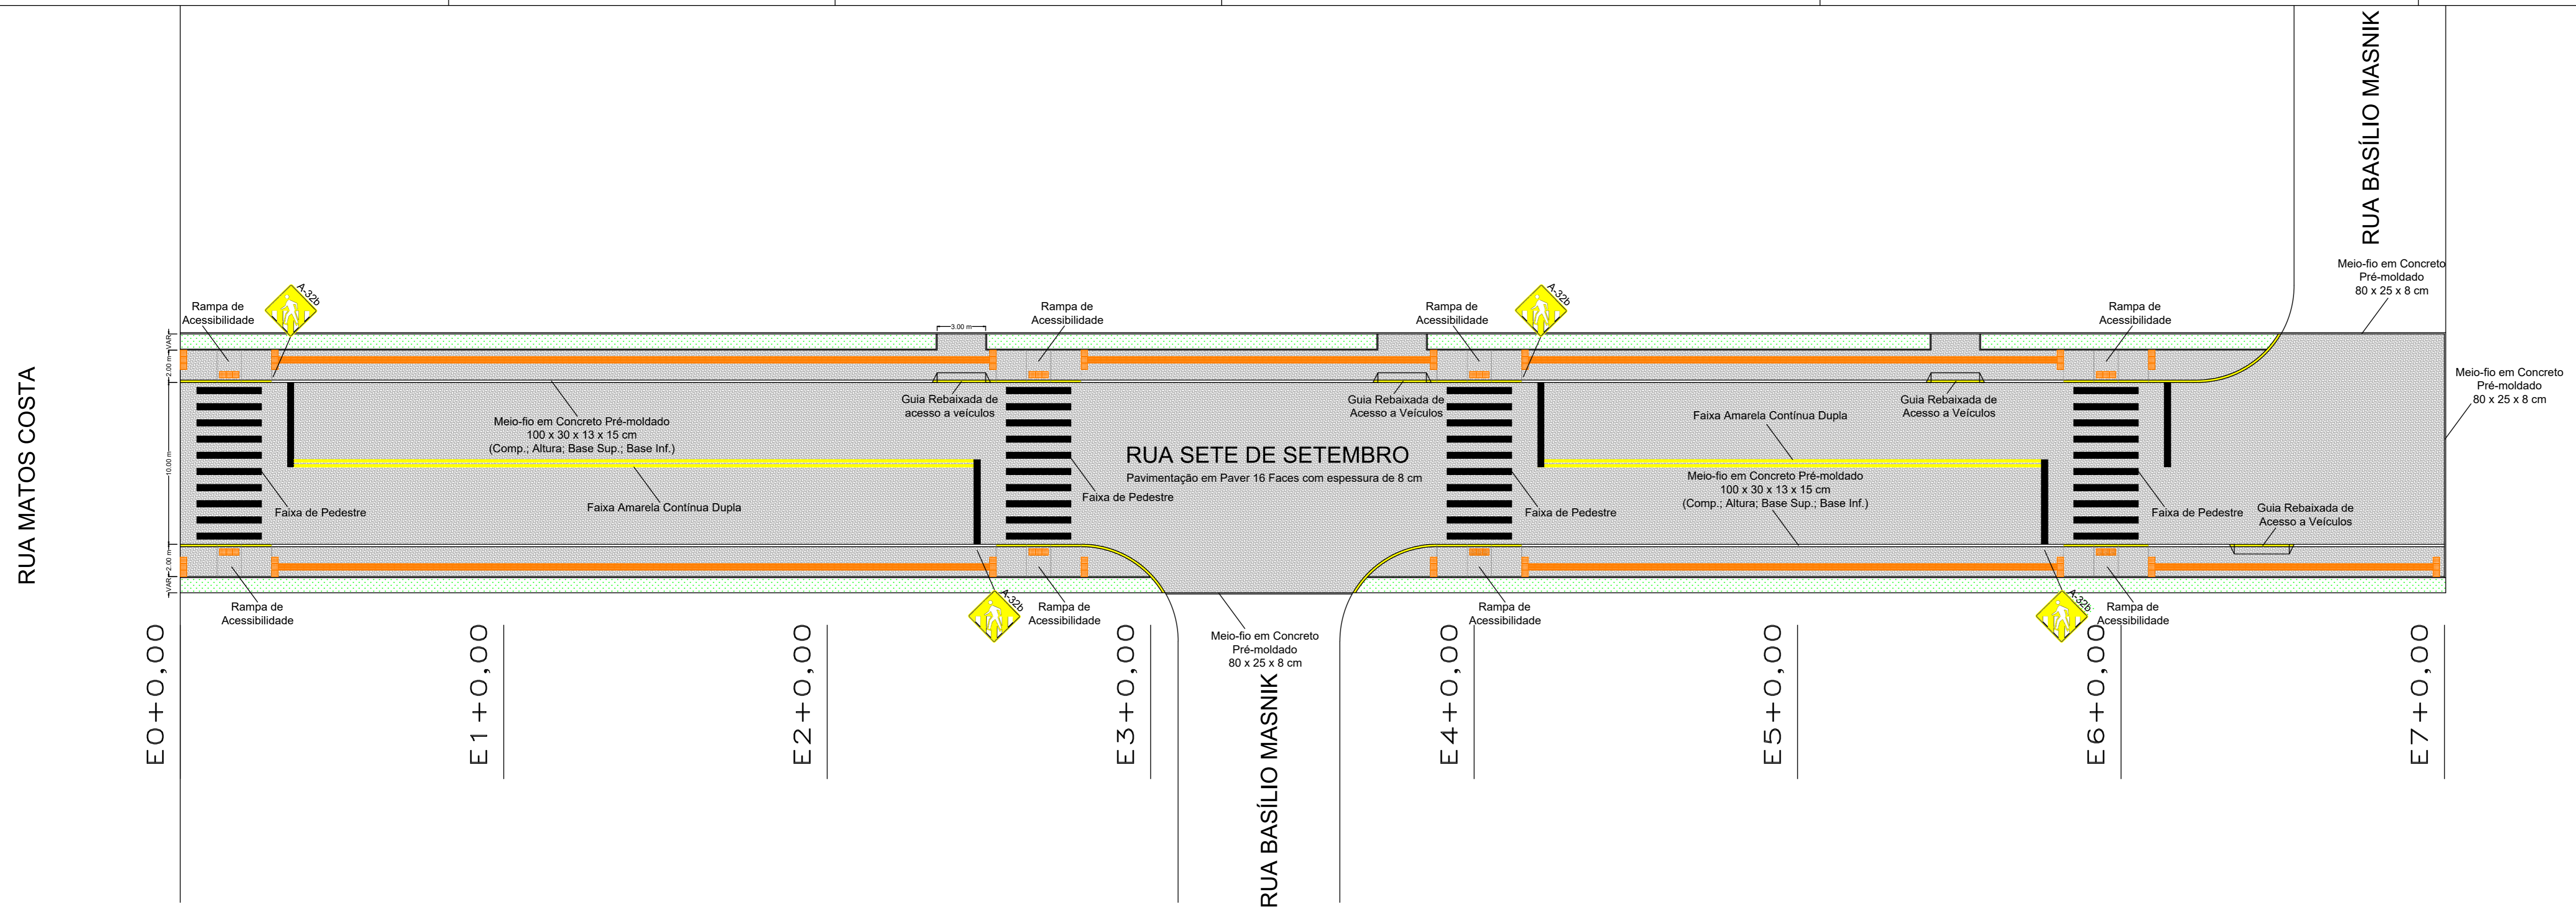 RUA BASÍLIO MASNIK
Meio-fio em Concreto
Pré-moldado
80 x 25 x 8 cm
A-32b
A-32b
Rampa de
Acessibilidade
Rampa de
Acessibilidade
Rampa de
Acessibilidade
Rampa de
Acessibilidade
3.00 m
VAR
2.00 m
10.00 m
2.00 m
VAR
RUA MATOS COSTA
Meio-fio em Concreto
Pré-moldado
80 x 25 x 8 cm
Guia Rebaixada de
acesso a veículos
Guia Rebaixada de
Acesso a Veículos
Guia Rebaixada de
Acesso a Veículos
Meio-fio em Concreto Pré-moldado
100 x 30 x 13 x 15 cm
(Comp.; Altura; Base Sup.; Base Inf.)
Faixa Amarela Contínua Dupla
RUA SETE DE SETEMBRO
Pavimentação em Paver 16 Faces com espessura de 8 cm
Meio-fio em Concreto Pré-moldado
100 x 30 x 13 x 15 cm
(Comp.; Altura; Base Sup.; Base Inf.)
Faixa de Pedestre
Faixa Amarela Contínua Dupla
Faixa de Pedestre
Faixa de Pedestre
Faixa de Pedestre
Guia Rebaixada de
Acesso a Veículos
A-32b
A-32b
Rampa de
Acessibilidade
Rampa de
Acessibilidade
Rampa de
Acessibilidade
Rampa de
Acessibilidade
Meio-fio em Concreto
Pré-moldado
80 x 25 x 8 cm
E0+0,00
E1+0,00
E2+0,00
E3+0,00
E4+0,00
E5+0,00
E6+0,00
E7+0,00
RUA BASÍLIO MASNIK